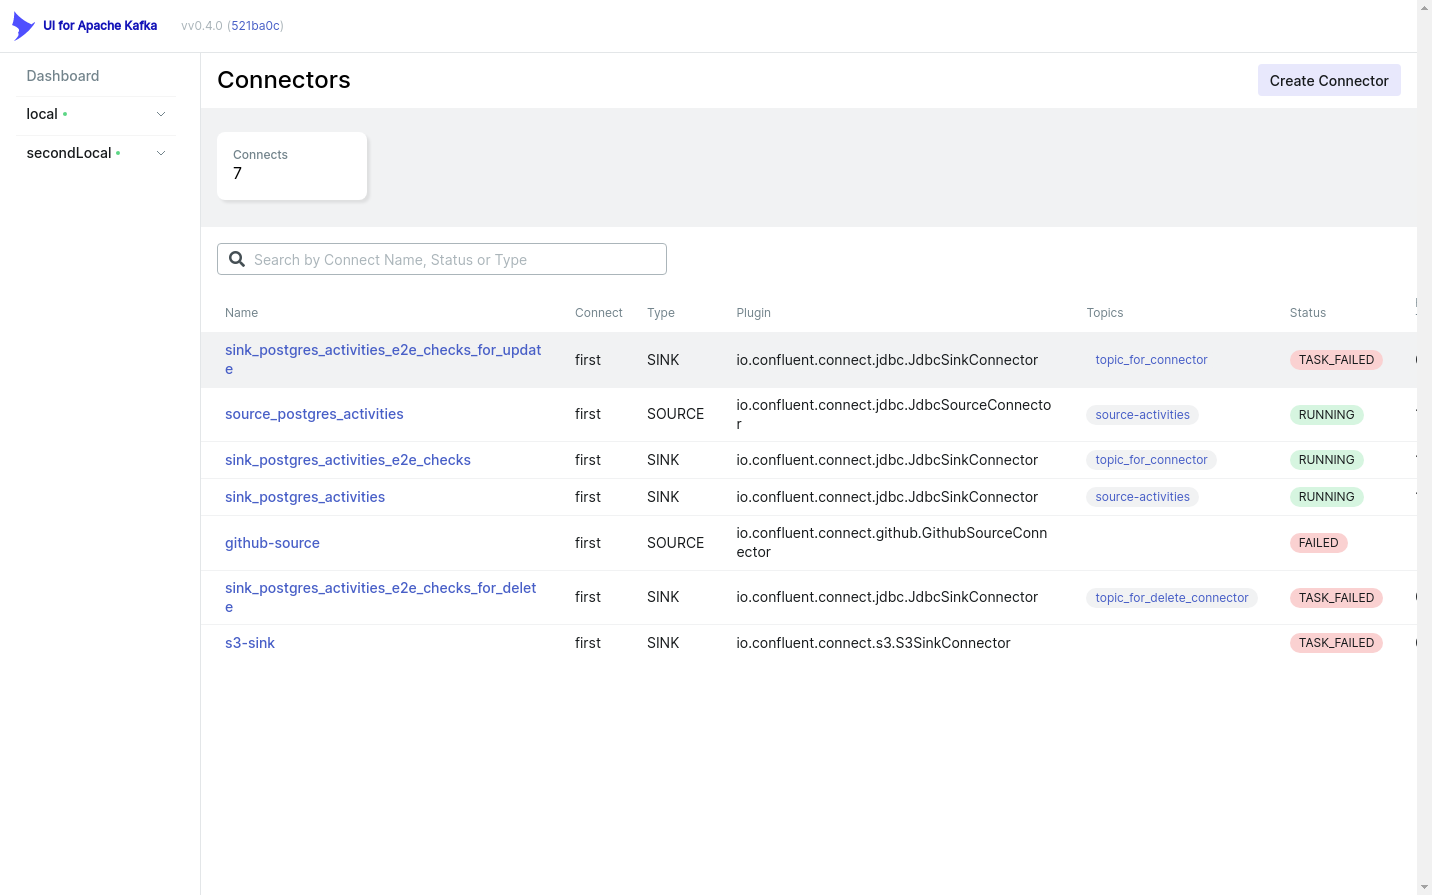 UI for Apache Kafka vv0.4.0 (521ba0c)
Dashboard
local
secondLocal
Connectors
Create Connector
Connects
7
Search by Connect Name, Status or Type
Name Connect Type Plugin Topics Status
sink_postgres_activities_e2e_checks_for_updat
e
first SINK io.confluent.connect.jdbc.JdbcSinkConnector topic_for_connector TASK_FAILED
source_postgres_activities first SOURCE
io.confluent.connect.jdbc.JdbcSourceConnecto
r
source-activities RUNNING
sink_postgres_activities_e2e_checks first SINK io.confluent.connect.jdbc.JdbcSinkConnector topic_for_connector RUNNING
sink_postgres_activities first SINK io.confluent.connect.jdbc.JdbcSinkConnector source-activities RUNNING
github-source first SOURCE
io.confluent.connect.github.GithubSourceConn
ector
FAILED
sink_postgres_activities_e2e_checks_for_delet
e
first SINK io.confluent.connect.jdbc.JdbcSinkConnector topic_for_delete_connector TASK_FAILED
s3-sink first SINK io.confluent.connect.s3.S3SinkConnector TASK_FAILED